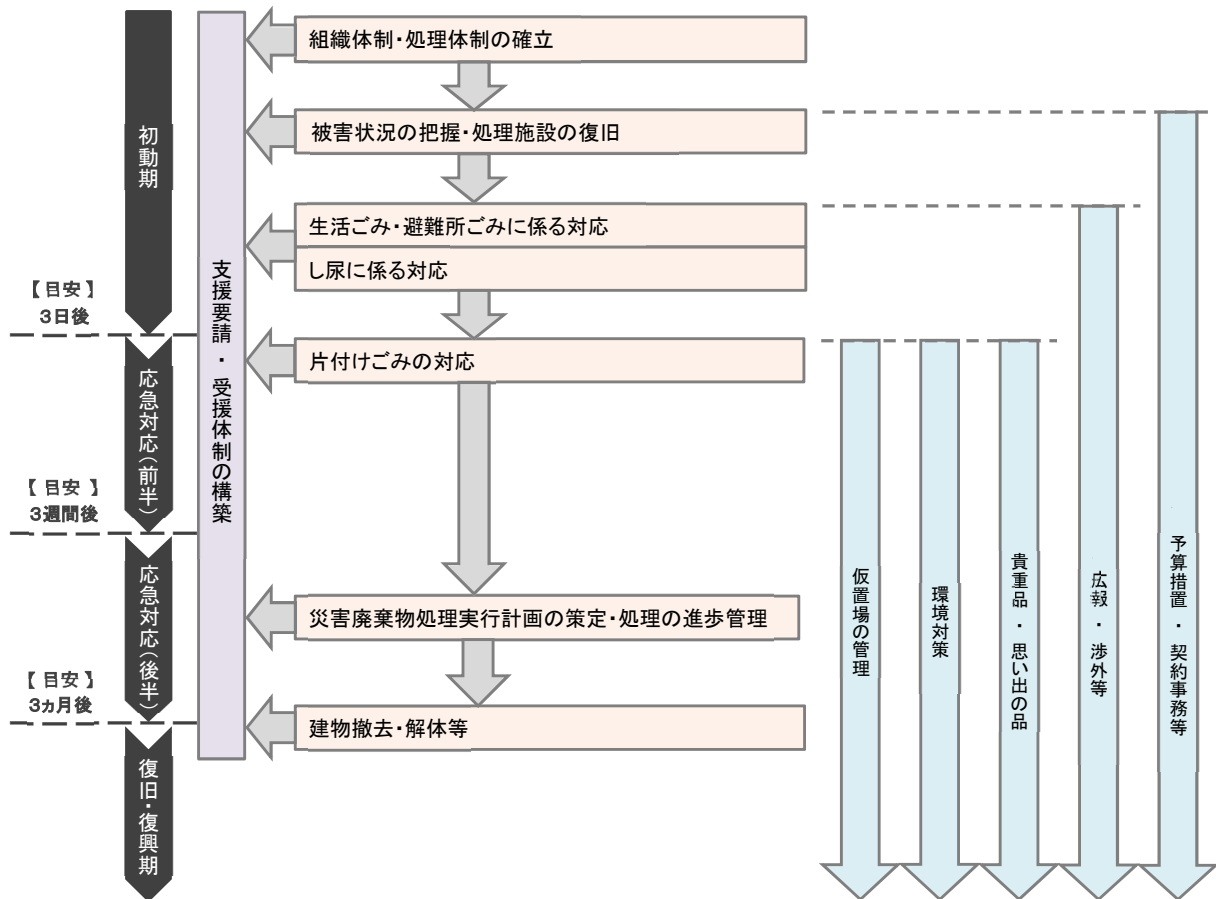 初動期
【 目安 】
3日後
応急対応(前半)
【 目安 】
3週間後
応急対応(後半)
【 目安 】
3ヵ月後
復旧・復興期
支援要請・受援体制の構築
組織体制・処理体制の確立
被害状況の把握・処理施設の復旧
生活ごみ・避難所ごみに係る対応
し尿に係る対応
片付けごみの対応
災害廃棄物処理実行計画の策定・処理の進歩管理
建物撤去・解体等
仮置場の管理
環境対策
貴重品・思い出の品
広報・渉外等
予算措置・契約事務等